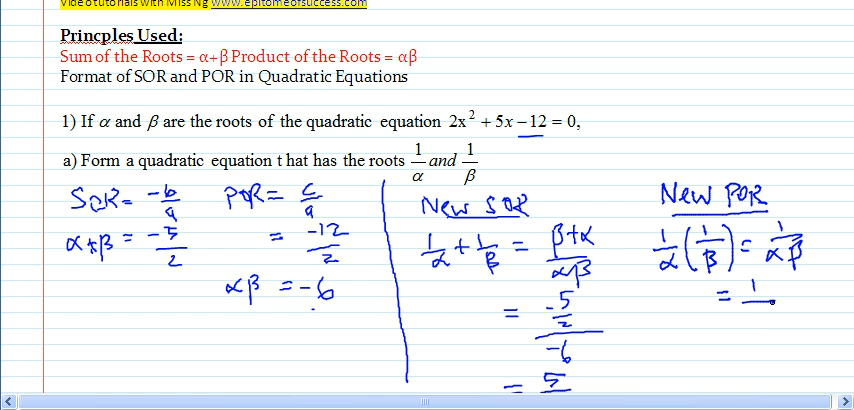 Video tutorials with Miss Ng www.epitomeofsuccess.com
Princples Used:
Sum of the Roots = α+β Product of the Roots = αβ
Format of SOR and POR in Quadratic Equations
1) If α and β are the roots of the quadratic equation 2x² + 5x – 12 = 0,
a) Form a quadratic equation t hat has the roots 1/α and 1/β
SOR = -b/a
α+β = -5/2
POR = c/a
= -12/2
αβ = -6
New SOR
1/α + 1/β = β+α/αβ
= -5/2/-6
= 5
New POR
1/α (1/β) = 1/αβ
= 1/